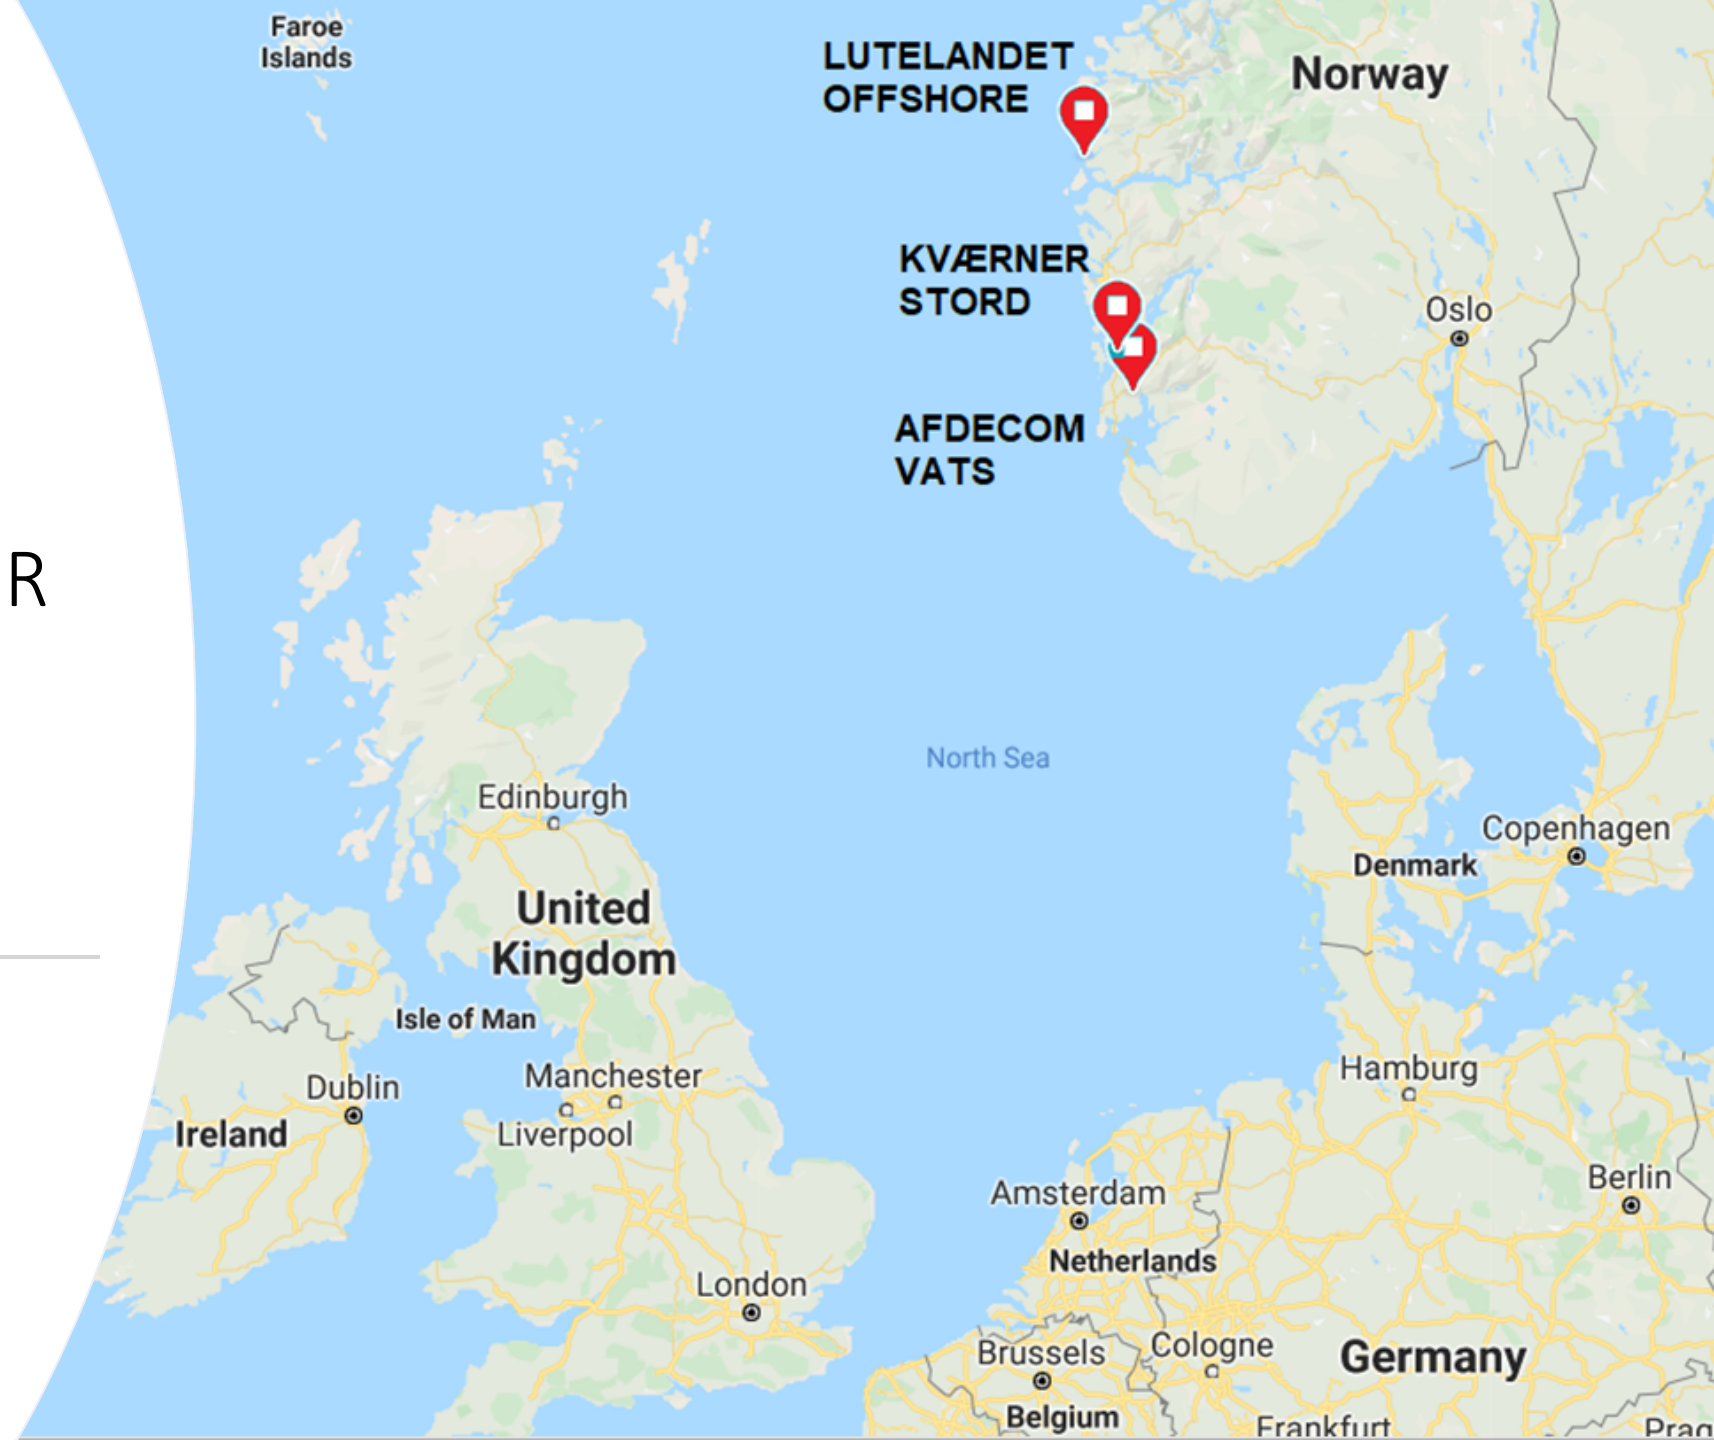 Faroe
Islands
LUTELANDET
OFFSHORE
Norway
KVÆRNER
STORD
Oslo
AFDECOM
VATS
R
North Sea
Edinburgh
Copenhagen
Denmark
United
Kingdom
Isle of Man
Hamburg
Manchester
Dublin
Liverpool
Ireland
Berlin
Amsterdam
Netherlands
London
Cologne
Brussels
Germany
Belgium
Frankfurt
Prag